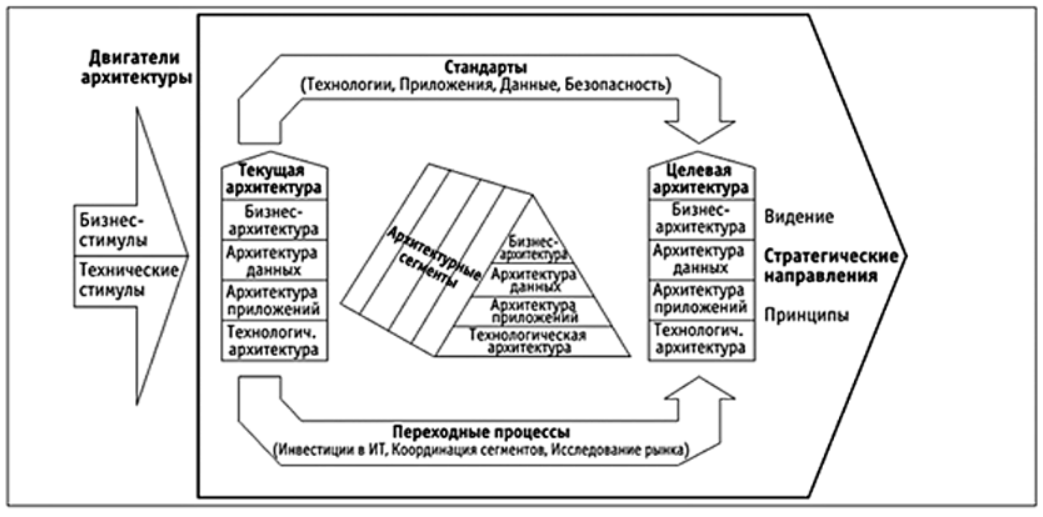 Двигатели
архитектуры
Бизнес-
стимулы
Технические
стимулы
Стандарты
(Технологии, Приложения, Данные, Безопасность)
Текущая
архитектура
Бизнес-
архитектура
Архитектура
данных
Архитектура
приложений
Технологич.
архитектура
Архитектурные
сегменты
Бизнес-
архитектура
Архитектура
данных
Архитектура
приложений
Технологическая
архитектура
Целевая
архитектура
Бизнес-
архитектура
Архитектура
данных
Архитектура
приложений
Технологич.
архитектура
Видение
Стратегические
направления
Принципы
Переходные процессы
(Инвестиции в ИТ, Координация сегментов, Исследование рынка)